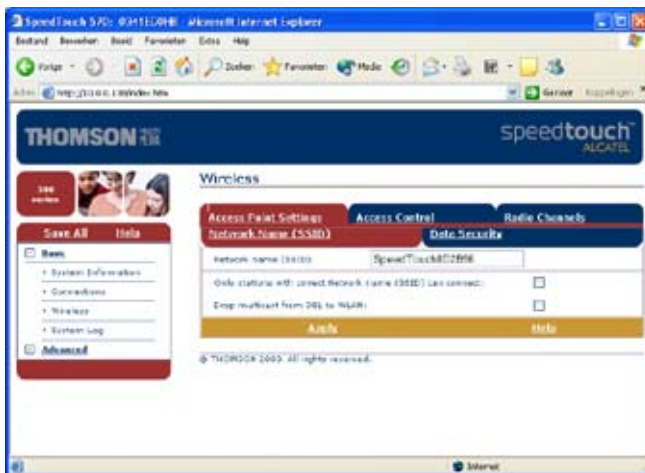 SpeedTouch 570: - Microsoft Internet Explorer
Bestand Bewerken Beeld Favorieten Extra Help
Vorige Zoeken Favorieten Media
Adres Ga naar Koppelingen
THOMSON
speedtouch™
ALCATEL
Wireless
500
series
Access Point Settings Access Control Radio Channels
Network Name (SSID) Data Security
Save All Help
Basic
System Information
Connections
Wireless
System Log
Advanced
Network name (SSID):
Only stations with correct Network name (SSID) can connect:
Drop multicast from DSL to WLAN:
Apply Help
© THOMSON 2003. All rights reserved.
Internet